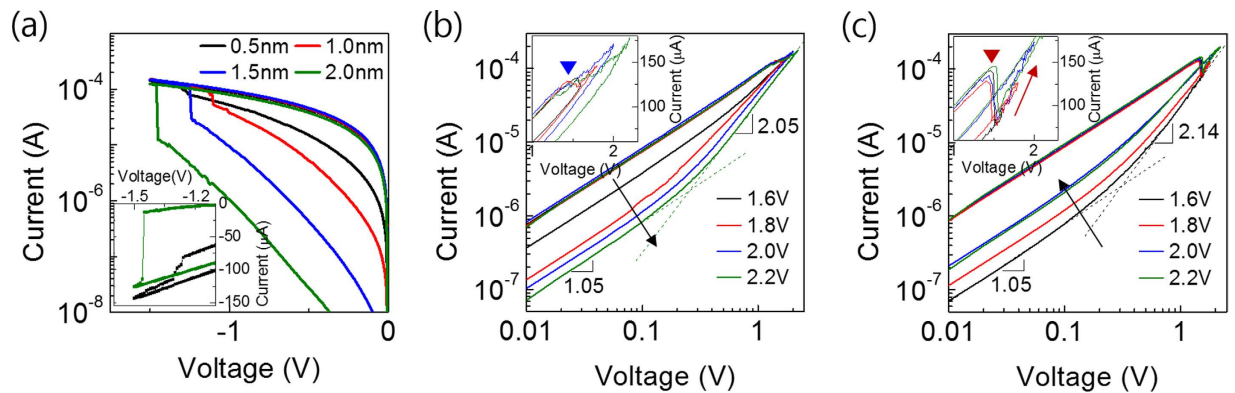 (a)
0.5nm 1.0nm
1.5nm 2.0nm
10⁻⁴
10⁻⁶
10⁻⁸
Current (A)
Voltage(V)
-1.5 -1.2
0
-50
-100
-150
Current (μA)
-1 0
Voltage (V)
(b)
10⁻³
10⁻⁴
10⁻⁵
10⁻⁶
10⁻⁷
Current (A)
150
100
Current (μA)
2
Voltage (V)
2.05
1.05
1.6V
1.8V
2.0V
2.2V
0.01 0.1 1
Voltage (V)
(c)
10⁻³
10⁻⁴
10⁻⁵
10⁻⁶
10⁻⁷
Current (A)
150
100
Current (μA)
2
Voltage (V)
2.14
1.05
1.6V
1.8V
2.0V
2.2V
0.01 0.1 1
Voltage (V)